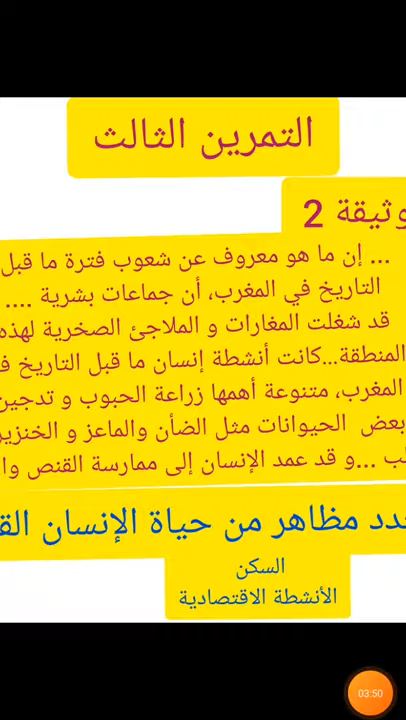 التمرين الثالث
وثيقة 2
... إن ما هو معروف عن شعوب فترة ما قبل
التاريخ في المغرب، أن جماعات بشرية ....
قد شغلت المغارات و الملاجئ الصخرية لهذه
المنطقة...كانت أنشطة إنسان ما قبل التاريخ
المغرب، متنوعة أهمها زراعة الحبوب و تدجين
بعض الحيوانات مثل الضأن والماعز و الخنزير
... و قد عمد الإنسان إلى ممارسة القنص
مظاهر من حياة الإنسان
السكن
الأنشطة الاقتصادية
03:50